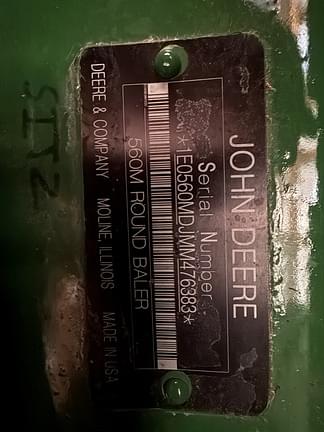 JOHN DEERE
Serial Number
*1E0560MDJMM476383*
560M ROUND BALER
DEERE & COMPANY MOLINE, ILLINOIS MADE IN USA